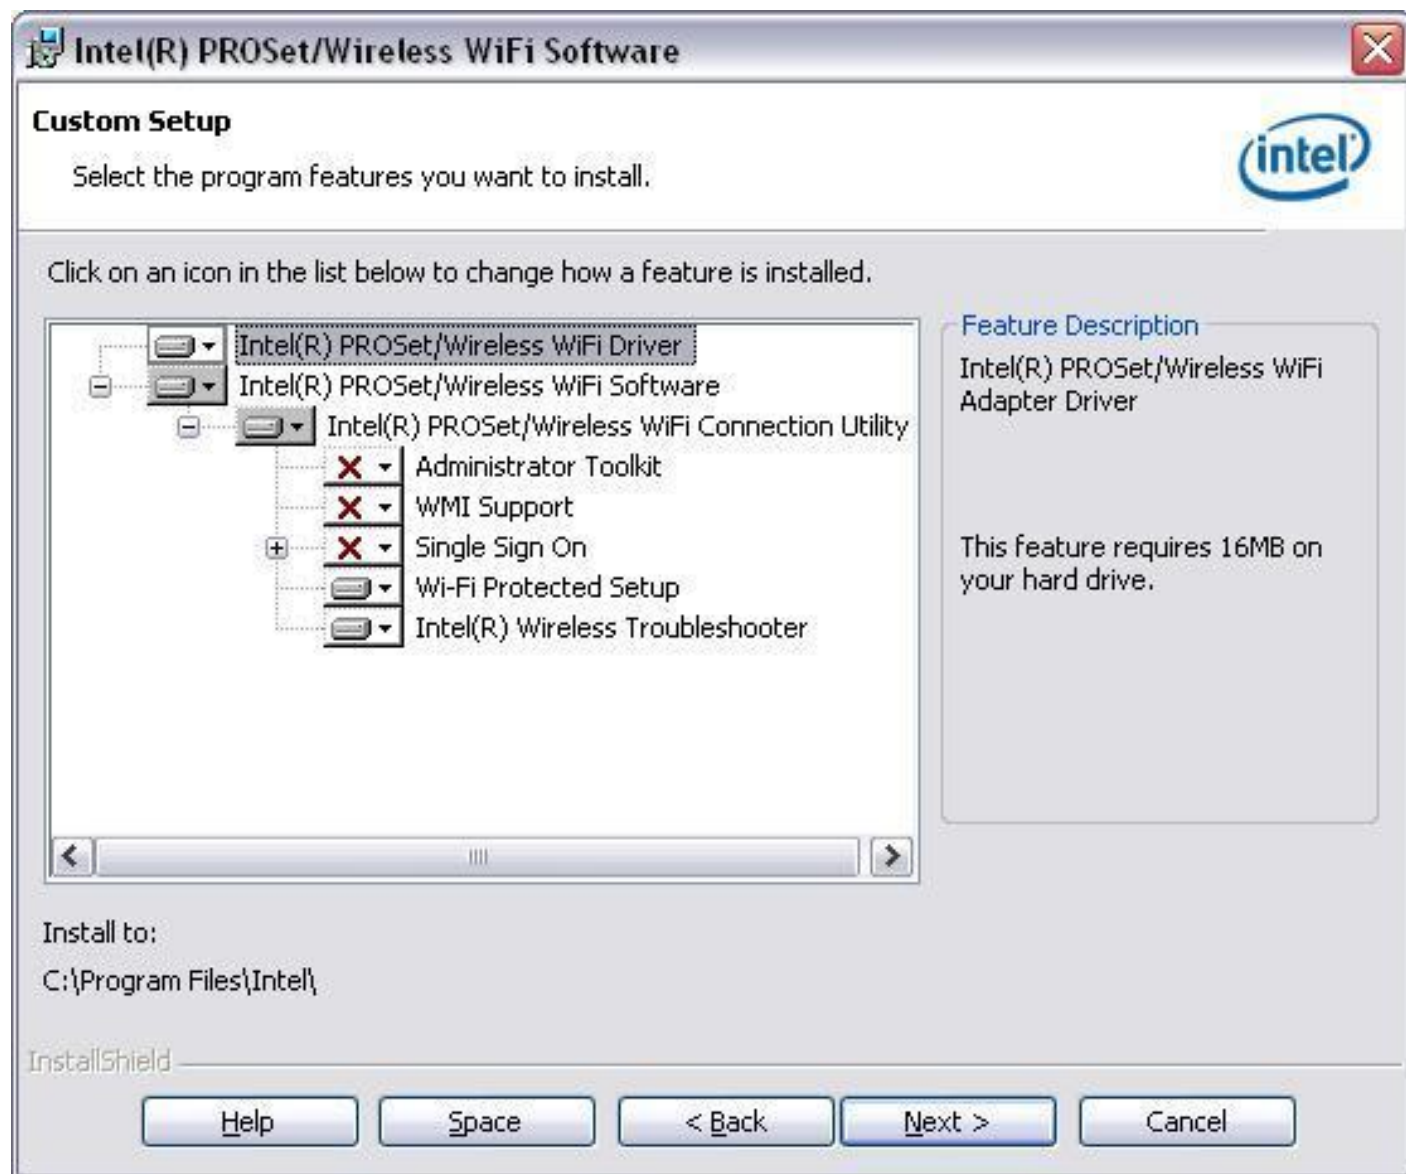 Intel(R) PROSet/Wireless WiFi Software
Custom Setup
Select the program features you want to install.
intel
Click on an icon in the list below to change how a feature is installed.
Intel(R) PROSet/Wireless WiFi Driver
Intel(R) PROSet/Wireless WiFi Software
Intel(R) PROSet/Wireless WiFi Connection Utility
Administrator Toolkit
WMI Support
Single Sign On
Wi-Fi Protected Setup
Intel(R) Wireless Troubleshooter
Feature Description
Intel(R) PROSet/Wireless WiFi
Adapter Driver
This feature requires 16MB on
your hard drive.
Install to:
C:\Program Files\Intel\
InstallShield
Help
Space
< Back
Next >
Cancel